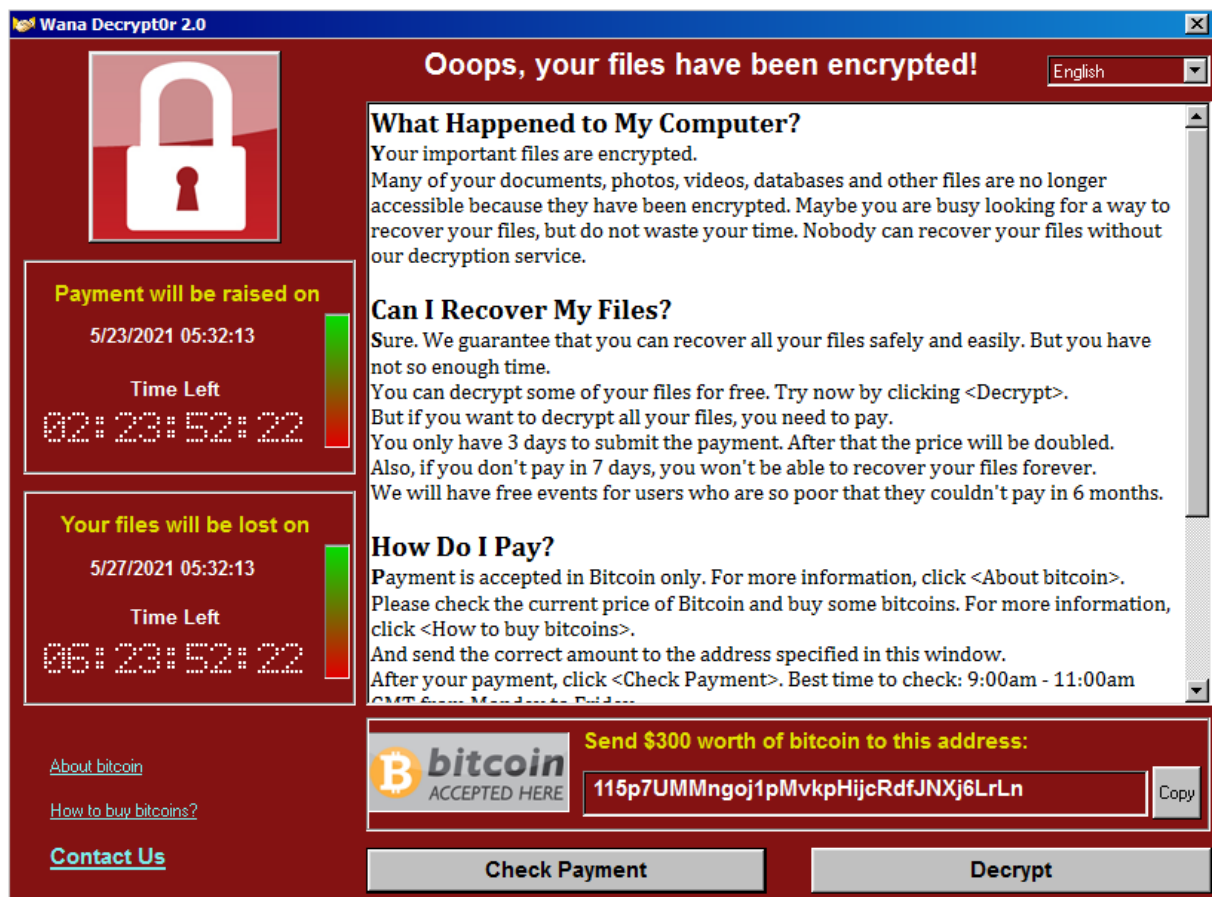 Wana Decrypt0r 2.0
Ooops, your files have been encrypted!
English
What Happened to My Computer?
Your important files are encrypted.
Many of your documents, photos, videos, databases and other files are no longer
accessible because they have been encrypted. Maybe you are busy looking for a way to
recover your files, but do not waste your time. Nobody can recover your files without
our decryption service.
Can I Recover My Files?
Sure. We guarantee that you can recover all your files safely and easily. But you have
not so enough time.
You can decrypt some of your files for free. Try now by clicking <Decrypt>.
But if you want to decrypt all your files, you need to pay.
You only have 3 days to submit the payment. After that the price will be doubled.
Also, if you don't pay in 7 days, you won't be able to recover your files forever.
We will have free events for users who are so poor that they couldn't pay in 6 months.
How Do I Pay?
Payment is accepted in Bitcoin only. For more information, click <About bitcoin>.
Please check the current price of Bitcoin and buy some bitcoins. For more information,
click <How to buy bitcoins>.
And send the correct amount to the address specified in this window.
After your payment, click <Check Payment>. Best time to check: 9:00am - 11:00am
GMT from Monday to Friday.
Payment will be raised on
5/23/2021 05:32:13
Time Left
02:23:52:22
Your files will be lost on
5/27/2021 05:32:13
Time Left
06:23:52:22
About bitcoin
How to buy bitcoins?
Contact Us
bitcoin
ACCEPTED HERE
Send $300 worth of bitcoin to this address:
115p7UMMngoj1pMvkpHijcRdfJNXj6LrLn
Copy
Check Payment
Decrypt